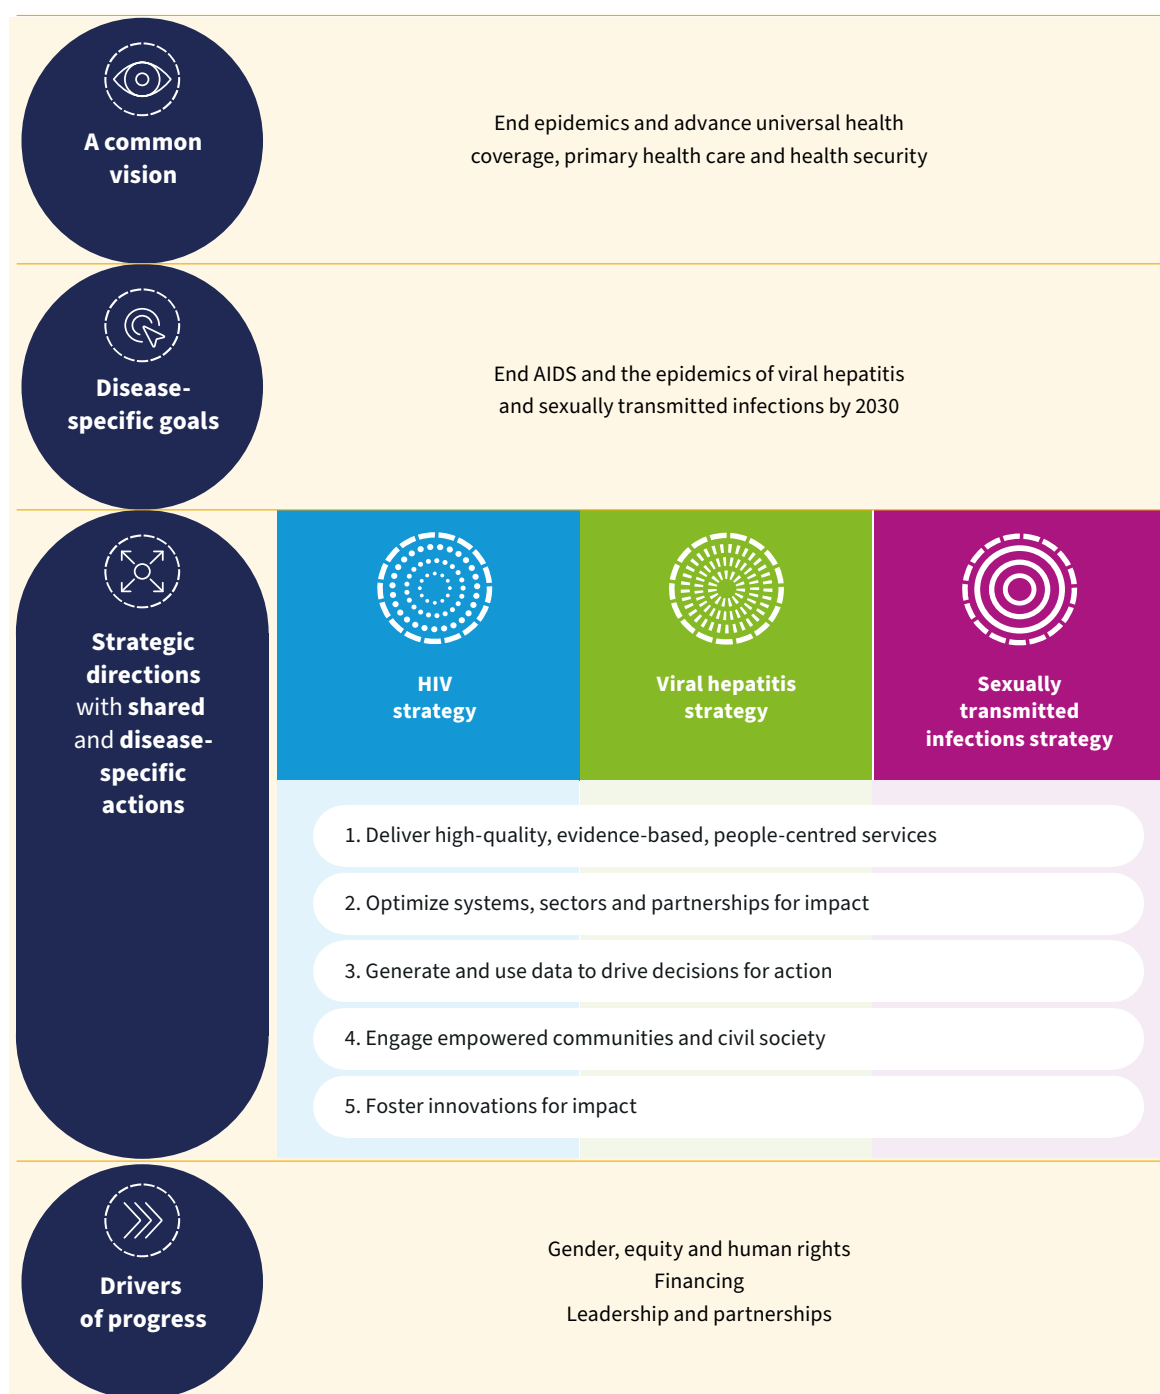 A common
vision
End epidemics and advance universal health
coverage, primary health care and health security
Disease-
specific goals
End AIDS and the epidemics of viral hepatitis
and sexually transmitted infections by 2030
Strategic
directions
with shared
and disease-
specific
actions
HIV
strategy
Viral hepatitis
strategy
Sexually
transmitted
infections strategy
1. Deliver high-quality, evidence-based, people-centred services
2. Optimize systems, sectors and partnerships for impact
3. Generate and use data to drive decisions for action
4. Engage empowered communities and civil society
5. Foster innovations for impact
Drivers
of progress
Gender, equity and human rights
Financing
Leadership and partnerships